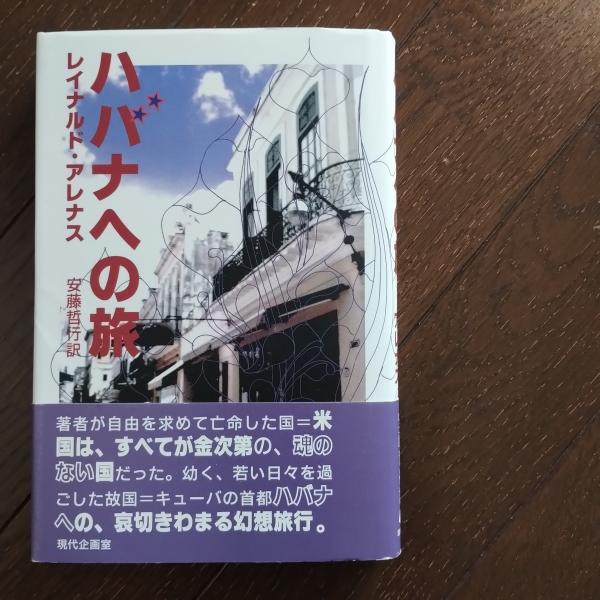 ハバナへの旅
レイナルド・アレナス
安藤哲行訳
著者が自由を求めて亡命した国＝米
国は、すべてが金次第の、魂の
ない国だった。幼く、若い日々を過
ごした故国＝キューバの首都ハバナ
への、哀切きわまる幻想旅行。
現代企画室